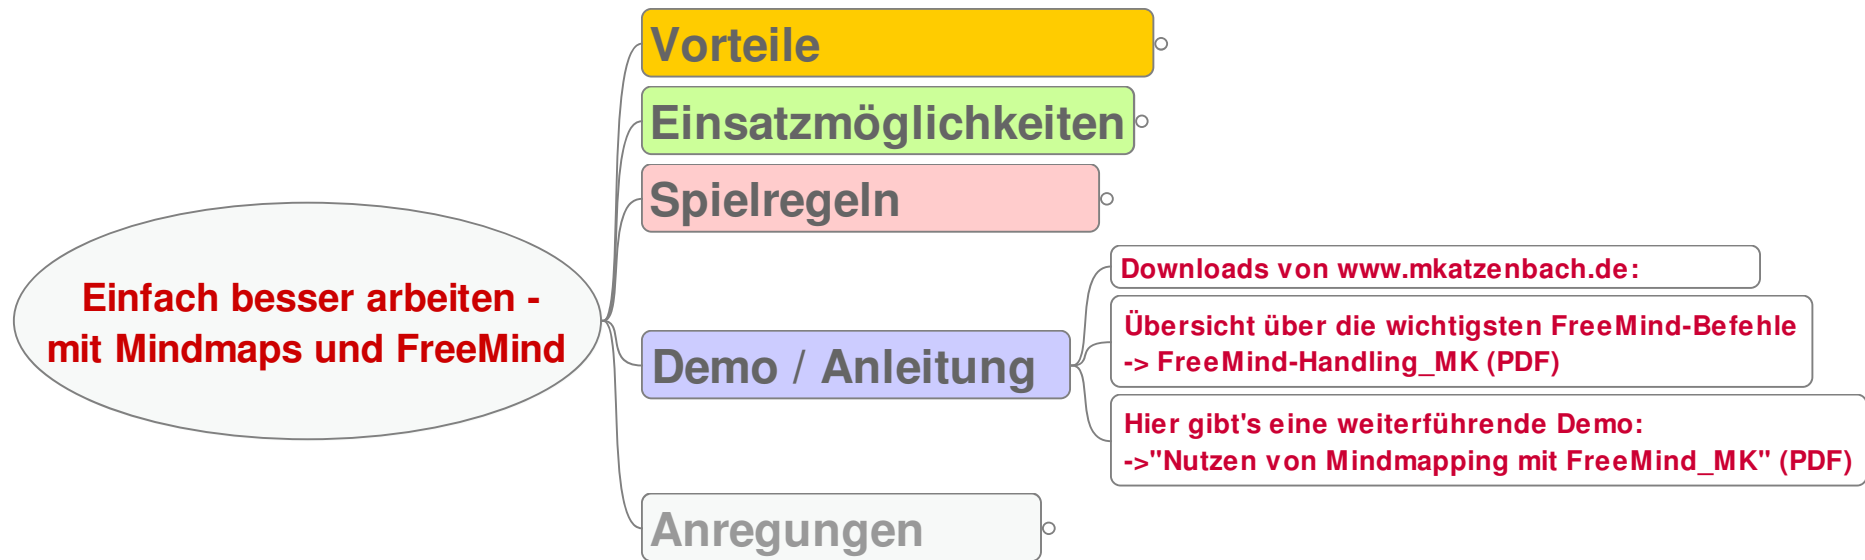 Vorteile
Einsatzmöglichkeiten
Spielregeln
Einfach besser arbeiten -
mit Mindmaps und FreeMind
Demo / Anleitung
Downloads von www.mkatzenbach.de:
Übersicht über die wichtigsten FreeMind-Befehle
-> FreeMind-Handling_MK (PDF)
Hier gibt's eine weiterführende Demo:
->"Nutzen von Mindmapping mit FreeMind_MK" (PDF)
Anregungen